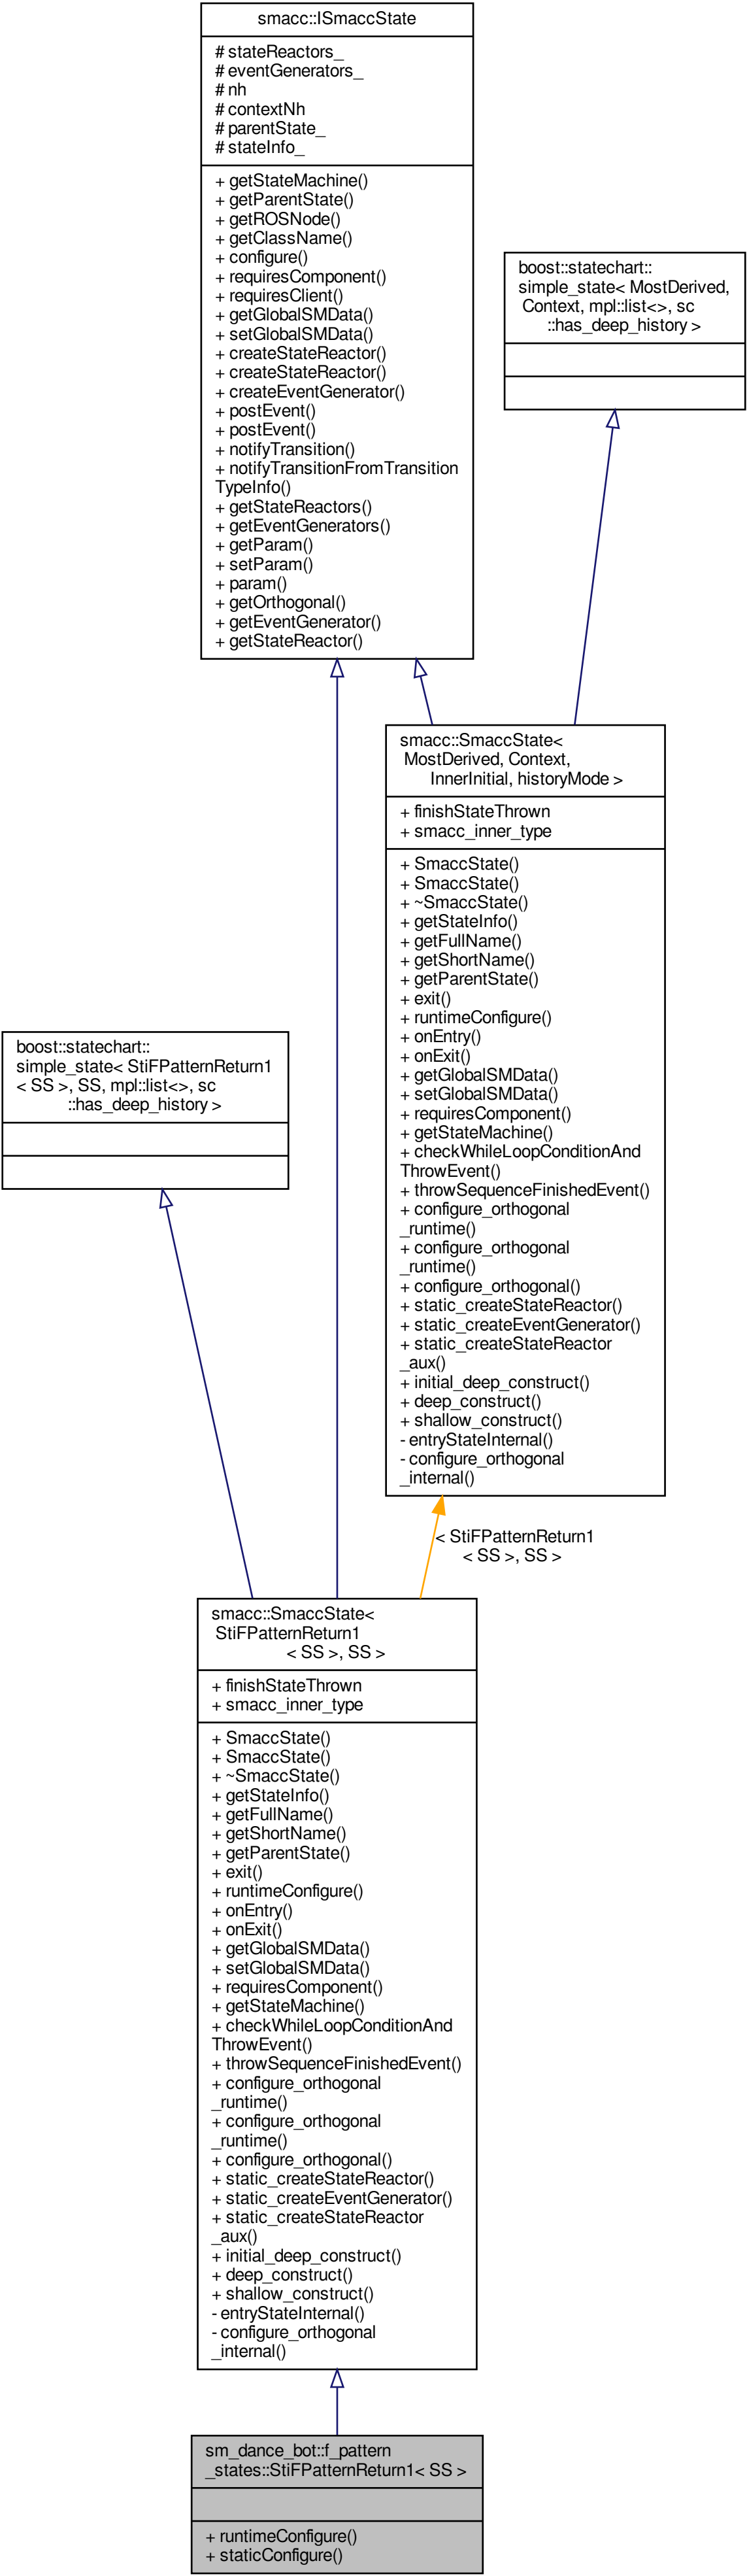 smacc::ISmaccState
# stateReactors_
# eventGenerators_
# nh
# contextNh
# parentState_
# stateInfo_
+ getStateMachine()
+ getParentState()
+ getROSNode()
+ getClassName()
+ configure()
+ requiresComponent()
+ requiresClient()
+ getGlobalSMData()
+ setGlobalSMData()
+ createStateReactor()
+ createStateReactor()
+ createEventGenerator()
+ postEvent()
+ postEvent()
+ notifyTransition()
+ notifyTransitionFromTransition
TypeInfo()
+ getStateReactors()
+ getEventGenerators()
+ getParam()
+ setParam()
+ param()
+ getOrthogonal()
+ getEventGenerator()
+ getStateReactor()
boost::statechart::
simple_state< MostDerived,
Context, mpl::list<>, sc
::has_deep_history >
smacc::SmaccState<
MostDerived, Context,
InnerInitial, historyMode >
+ finishStateThrown
+ smacc_inner_type
+ SmaccState()
+ SmaccState()
+ ~SmaccState()
+ getStateInfo()
+ getFullName()
+ getShortName()
+ getParentState()
+ exit()
+ runtimeConfigure()
+ onEntry()
+ onExit()
+ getGlobalSMData()
+ setGlobalSMData()
+ requiresComponent()
+ getStateMachine()
+ checkWhileLoopConditionAnd
ThrowEvent()
+ throwSequenceFinishedEvent()
+ configure_orthogonal
_runtime()
+ configure_orthogonal
_runtime()
+ configure_orthogonal()
+ static_createStateReactor()
+ static_createEventGenerator()
+ static_createStateReactor
_aux()
+ initial_deep_construct()
+ deep_construct()
+ shallow_construct()
- entryStateInternal()
- configure_orthogonal
_internal()
boost::statechart::
simple_state< StiFPatternReturn1
< SS >, SS, mpl::list<>, sc
::has_deep_history >
< StiFPatternReturn1
< SS >, SS >
smacc::SmaccState<
StiFPatternReturn1
< SS >, SS >
+ finishStateThrown
+ smacc_inner_type
+ SmaccState()
+ SmaccState()
+ ~SmaccState()
+ getStateInfo()
+ getFullName()
+ getShortName()
+ getParentState()
+ exit()
+ runtimeConfigure()
+ onEntry()
+ onExit()
+ getGlobalSMData()
+ setGlobalSMData()
+ requiresComponent()
+ getStateMachine()
+ checkWhileLoopConditionAnd
ThrowEvent()
+ throwSequenceFinishedEvent()
+ configure_orthogonal
_runtime()
+ configure_orthogonal
_runtime()
+ configure_orthogonal()
+ static_createStateReactor()
+ static_createEventGenerator()
+ static_createStateReactor
_aux()
+ initial_deep_construct()
+ deep_construct()
+ shallow_construct()
- entryStateInternal()
- configure_orthogonal
_internal()
sm_dance_bot::f_pattern
_states::StiFPatternReturn1< SS >
+ runtimeConfigure()
+ staticConfigure()